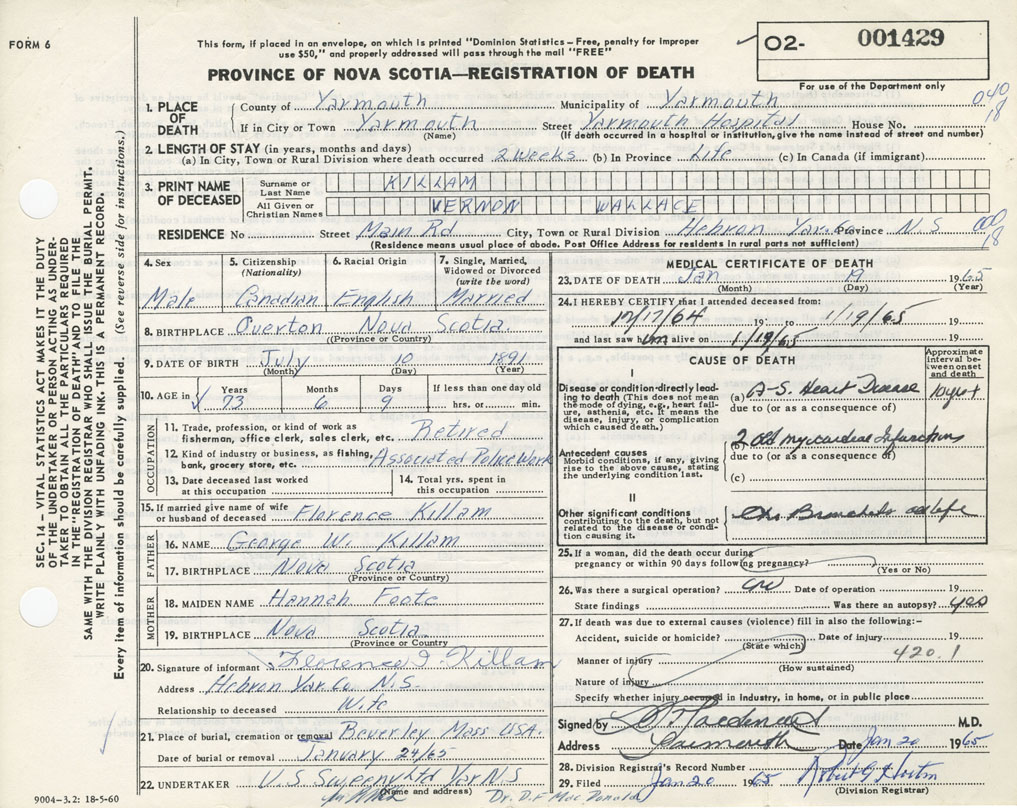 FORM 6
This form, if placed in an envelope, on which is printed "Dominion Statistics – Free, penalty for improper
use $50," and properly addressed will pass through the mail "FREE"
✓ 02- 001429
For use of the Department only
PROVINCE OF NOVA SCOTIA—REGISTRATION OF DEATH
040
18
1. PLACE OF DEATH
County of Yarmouth Municipality of Yarmouth
If in City or Town Yarmouth Street Yarmouth Hospital House No.
(Name) (If death occurred in a hospital or institution, give the name instead of street and number)
2. LENGTH OF STAY (in years, months and days)
(a) In City, Town or Rural Division where death occurred 2 weeks (b) In Province Life (c) In Canada (if immigrant)
3. PRINT NAME OF DECEASED
Surname or Last Name KILLAM
All Given or Christian Names VERNON WALLACE
RESIDENCE No Street Main Rd City, Town or Rural Division Hebron Yar. Co. Province N.S
(Residence means usual place of abode. Post Office Address for residents in rural parts not sufficient)
000
18
4. Sex Male
5. Citizenship (Nationality) Canadian
6. Racial Origin English
7. Single, Married, Widowed or Divorced (write the word) Married
8. BIRTHPLACE Overton Nova Scotia.
(Province or Country)
9. DATE OF BIRTH July 10 1891
(Month) (Day) (Year)
10. AGE in ✓ Years 73 Months 6 Days 9 If less than one day old hrs. or min.
OCCUPATION
11. Trade, profession, or kind of work as
fisherman, office clerk, sales clerk, etc. Retired
12. Kind of industry or business, as fishing,
bank, grocery store, etc. Associated Police Work
13. Date deceased last worked
at this occupation
14. Total yrs. spent in
this occupation
15. If married give name of wife
or husband of deceased Florence Killam
FATHER
16. NAME George W. Killam
17. BIRTHPLACE Nova Scotia
(Province or Country)
MOTHER
18. MAIDEN NAME Hannah Foote
19. BIRTHPLACE Nova Scotia
(Province or Country)
20. Signature of informant Florence J. Killam
Address Hebron Yar. Co. N.S.
Relationship to deceased Wife
21. Place of burial, cremation or removal Beverley Mass USA.
Date of burial or removal January 24/65
22. UNDERTAKER V.S Sweeny Ltd Yar N.S
(Name and address)
Dr. D.F MacDonald
9004–3.2: 18-5-60
MEDICAL CERTIFICATE OF DEATH
23. DATE OF DEATH Jan 19 1965
(Month) (Day) (Year)
24. I HEREBY CERTIFY that I attended deceased from:
12/17/64 19 to 1/19/65 19
and last saw him alive on 1/19/65 19
CAUSE OF DEATH
Approximate interval between onset and death
I
Disease or condition directly leading to death (This does not mean the mode of dying, e.g., heart failure, asthenia, etc. It means the disease, injury, or complication which caused death.)
(a) A-S. Heart Disease 10 yr +
due to (or as a consequence of)
Antecedent causes
Morbid conditions, if any, giving rise to the above cause, stating the underlying condition last.
(b) 2 old myocardial Infarctions
due to (or as a consequence of)
(c)
II
Other significant conditions
contributing to the death, but not related to the disease or condition causing it.
Chr Bronchitis
25. If a woman, did the death occur during
pregnancy or within 90 days following pregnancy?
(Yes or No)
26. Was there a surgical operation? no Date of operation 19
State findings Was there an autopsy? yes
27. If death was due to external causes (violence) fill in also the following:–
Accident, suicide or homicide? Date of injury 19
(State which)
Manner of injury 420.1
(How sustained)
Nature of injury
Specify whether injury occured in industry, in home, or in public place
Signed by M.D.
Address Yarmouth Date Jan 20 1965
28. Division Registrar's Record Number
29. Filed Jan 20 1965 Robert G Horton
(Division Registrar)
SEC. 14 – VITAL STATISTICS ACT MAKES IT THE DUTY
OF THE UNDERTAKER OR PERSON ACTING AS UNDER-
TAKER TO OBTAIN ALL THE PARTICULARS REQUIRED
IN THE "REGISTRATION OF DEATH" AND TO FILE THE
SAME WITH THE DIVISION REGISTRAR WHO SHALL ISSUE THE BURIAL PERMIT.
WRITE PLAINLY WITH UNFADING INK. THIS IS A PERMANENT RECORD.
Every item of information should be carefully supplied. (See reverse side for instructions.)